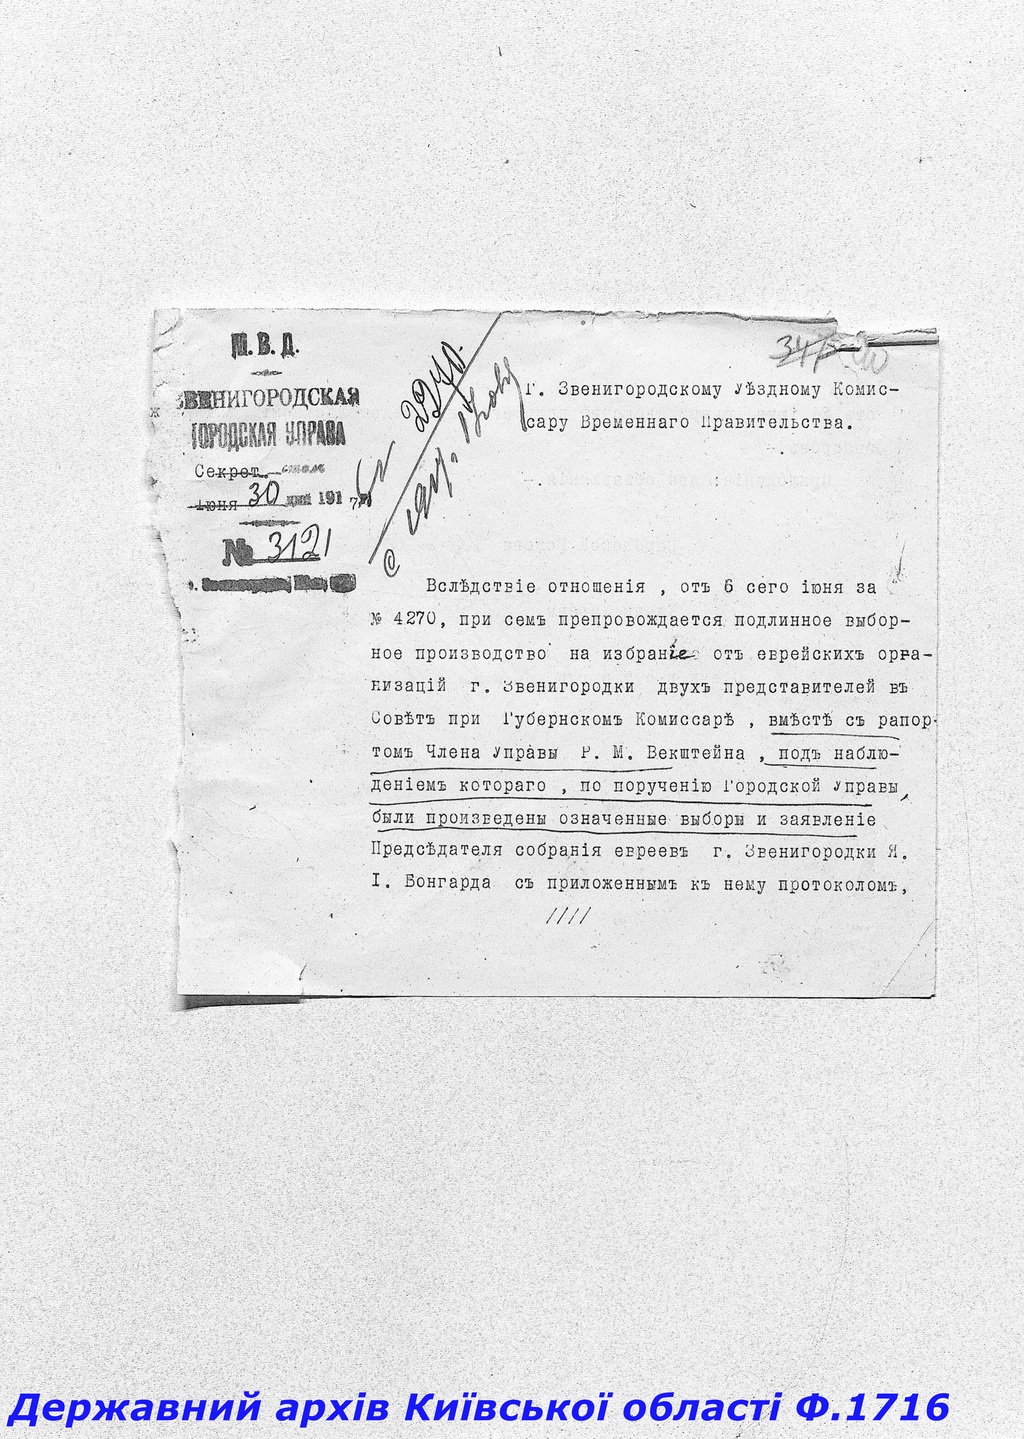 М. В. Д.
ЗВЕНИГОРОДСКАЯ
ГОРОДСКАЯ УПРАВА
Секрет.
іюня 30 дня 1917
№ 3121
2270
347
Г. Звенигородскому Уѣздному Комис-
сару Временнаго Правительства.
Вслѣдствіе отношенія , отъ 6 сего іюня за
№ 4270, при семъ препровождается подлинное выбор-
ное производство на избраніе отъ еврейскихъ орга-
низацій г. Звенигородки двухъ представителей въ
Совѣтъ при Губернскомъ Комиссарѣ , вмѣстѣ съ рапор-
томъ Члена Управы Р. М. Векштейна , подъ наблю-
деніемъ котораго , по порученію Городской Управы,
были произведены означенные выборы и заявленіе
Предсѣдателя собранія евреевъ г. Звенигородки Я.
І. Бонгарда съ приложеннымъ къ нему протоколомъ,
////
Державний архів Київської області Ф.1716